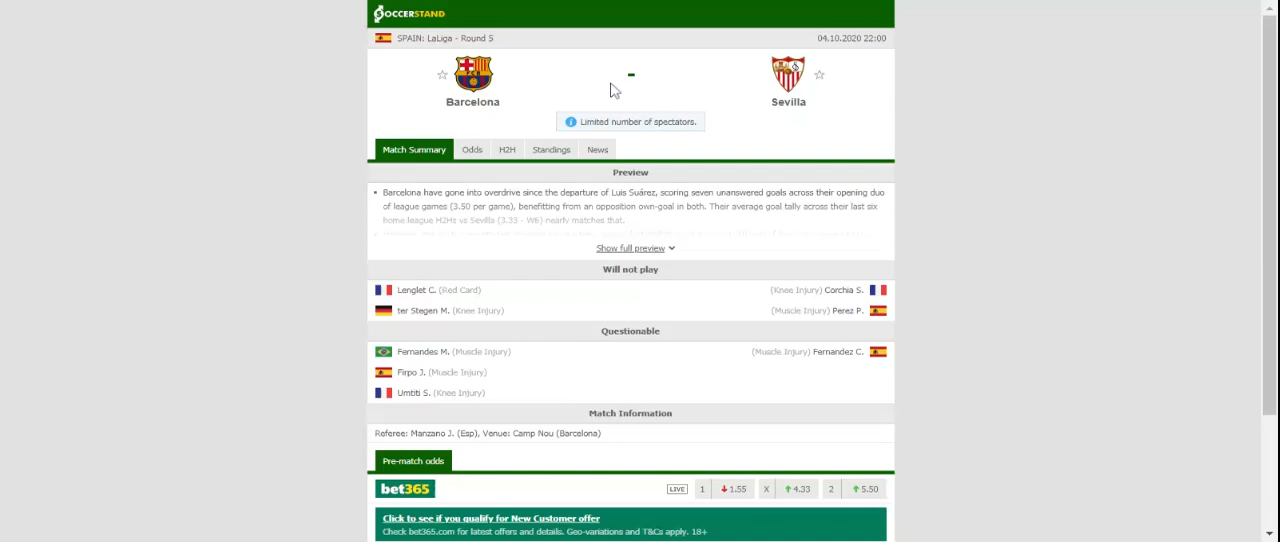 SOCCERSTAND
SPAIN: LaLiga - Round 5 04.10.2020 22:00
-
Barcelona Sevilla
Limited number of spectators.
Match Summary Odds H2H Standings News
Preview
Barcelona have gone into overdrive since the departure of Luis Suárez, scoring seven unanswered goals across their opening duo
of league games (3.50 per game), benefitting from an opposition own-goal in both. Their average goal tally across their last six
home league H2Hs vs Sevilla (3.33 - W6) nearly matches that.
Show full preview
Will not play
Lenglet C. (Red Card) (Knee Injury) Corchia S.
ter Stegen M. (Knee Injury) (Muscle Injury) Perez P.
Questionable
Fernandes M. (Muscle Injury) (Muscle Injury) Fernandez C.
Firpo J. (Muscle Injury)
Umtiti S. (Knee Injury)
Match Information
Referee: Manzano J. (Esp), Venue: Camp Nou (Barcelona)
Pre-match odds
bet365 LIVE 1 1.55 X 4.33 2 5.50
Click to see if you qualify for New Customer offer
Check bet365.com for latest offers and details. Geo-variations and T&Cs apply. 18+